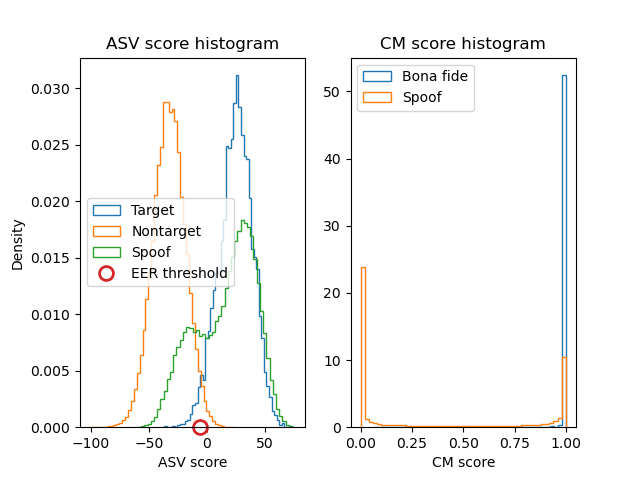 ASV score histogram
0.030
0.025
0.020
0.015
0.010
0.005
0.000
Density
Target
Nontarget
Spoof
EER threshold
−100
−50
0
50
ASV score
CM score histogram
50
40
30
20
10
0
Bona fide
Spoof
0.00
0.25
0.50
0.75
1.00
CM score